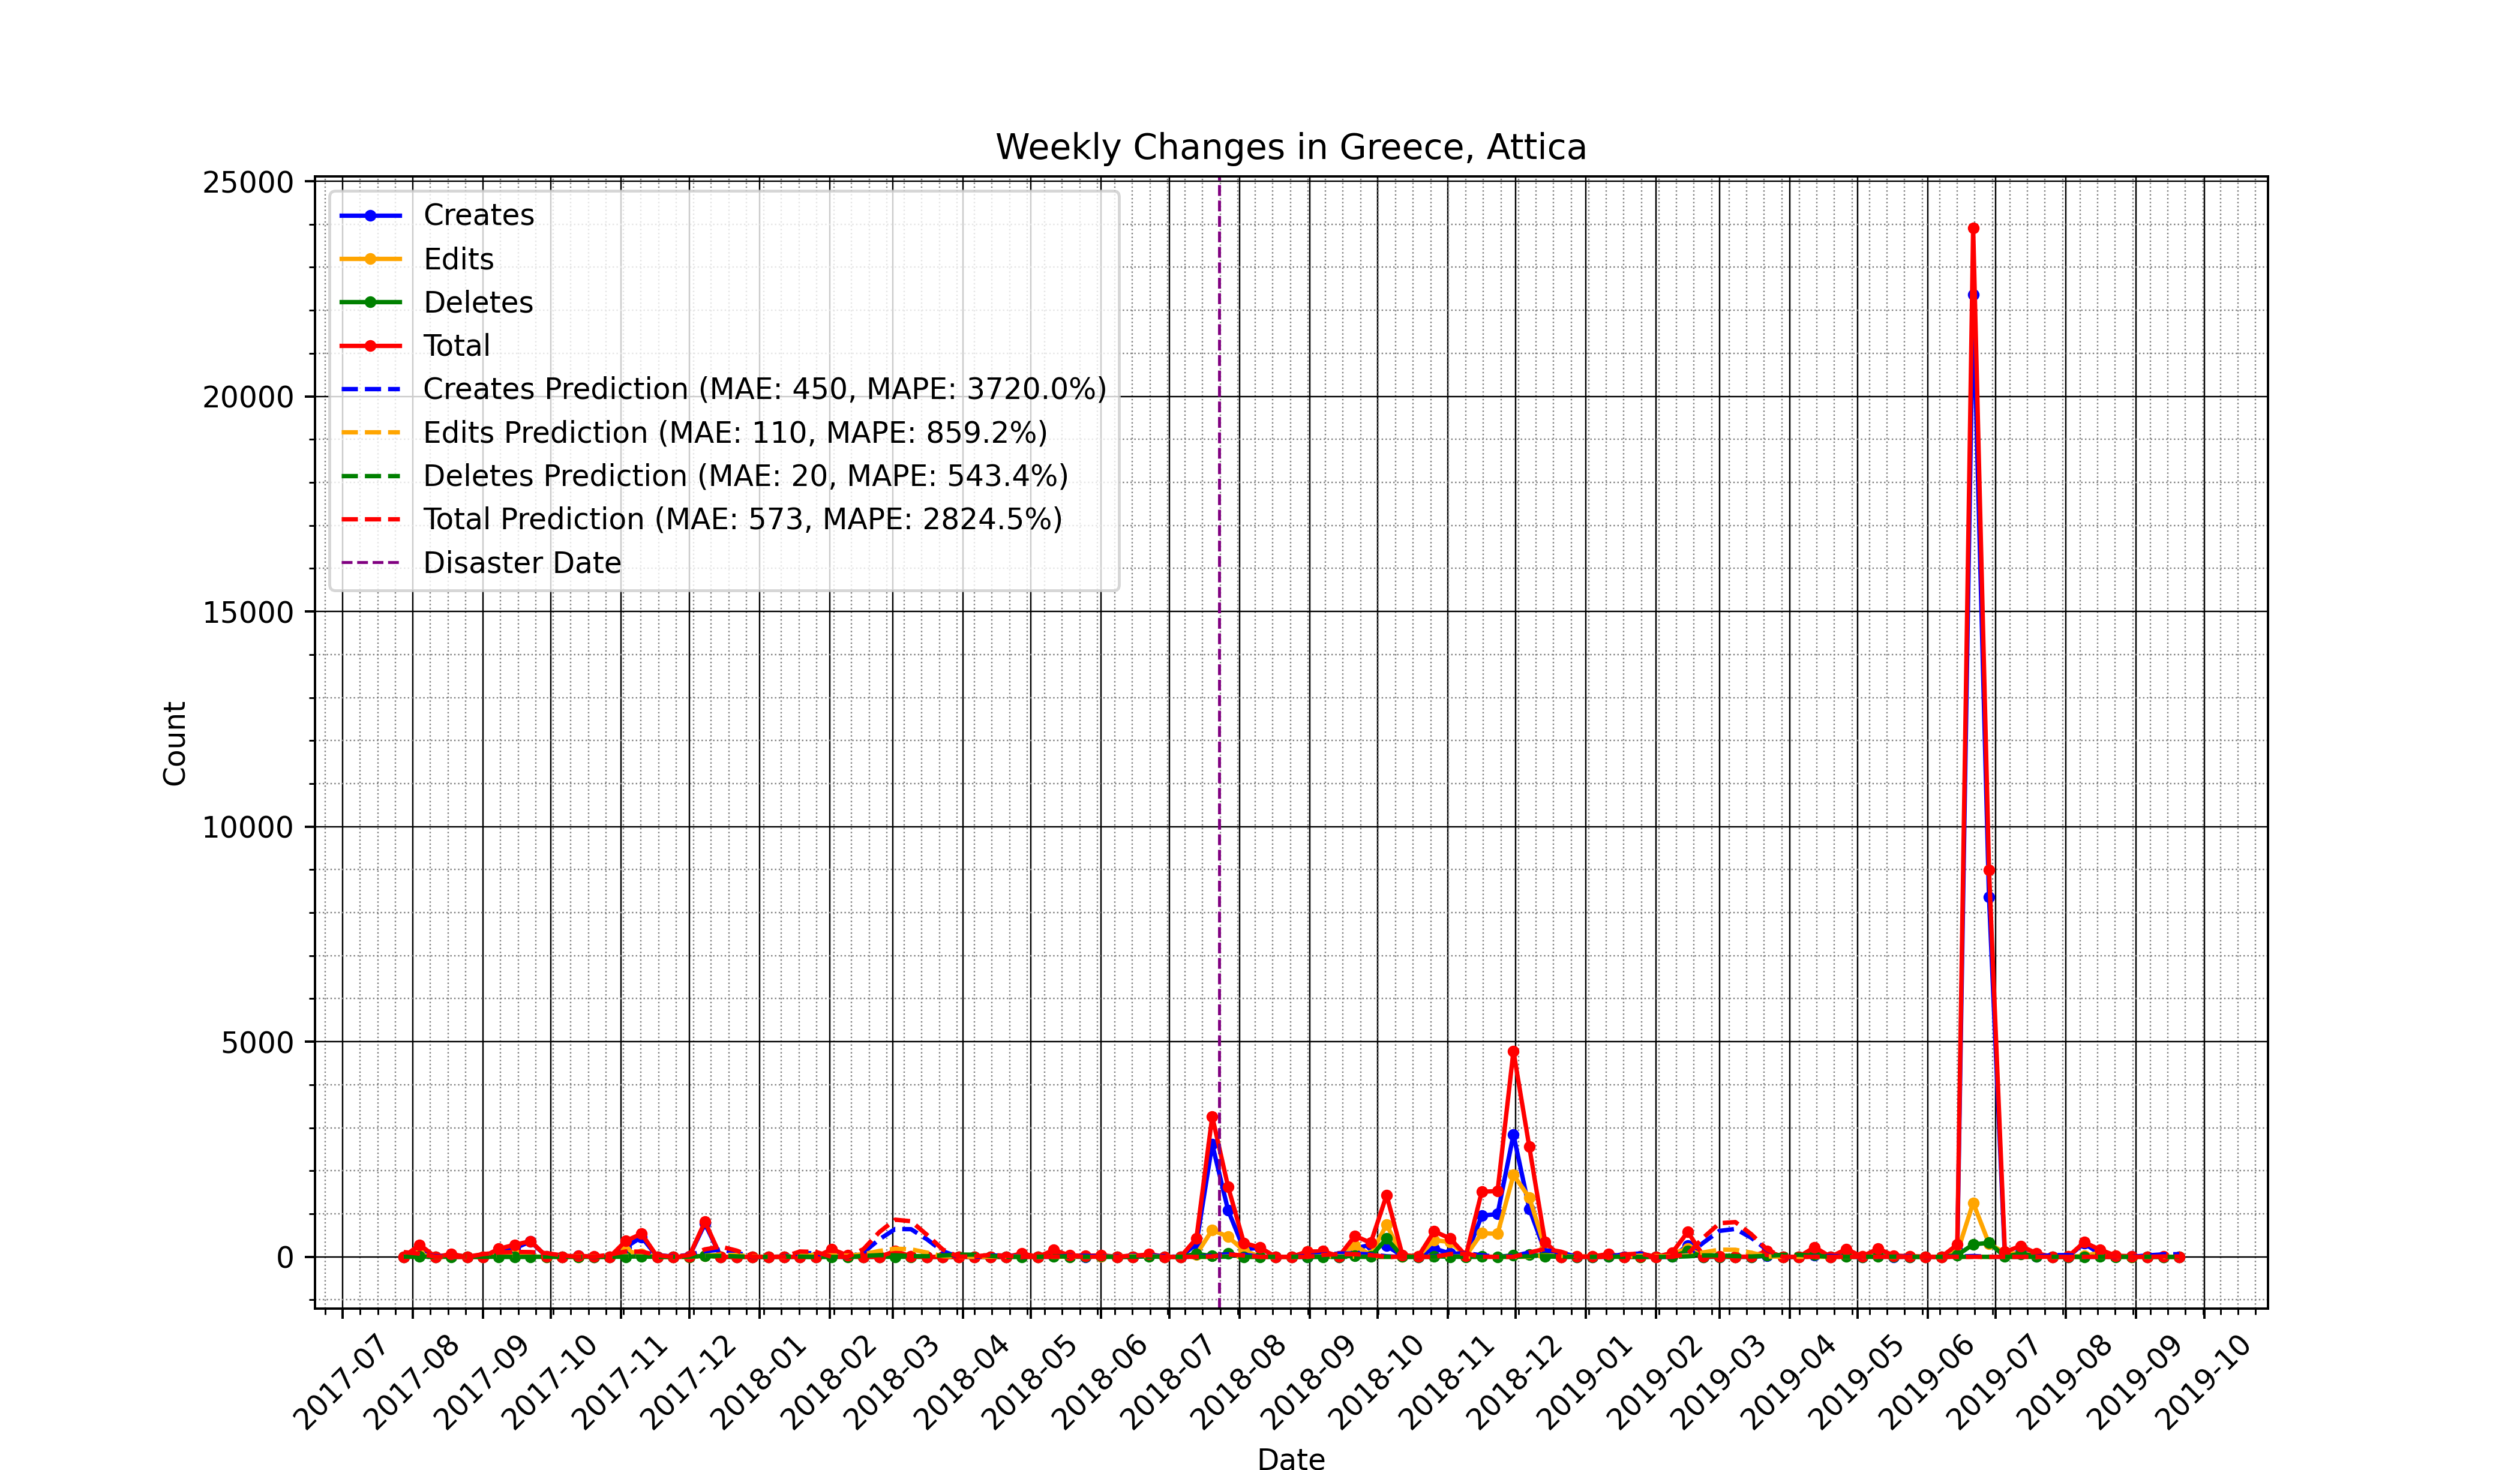 Weekly Changes in Greece, Attica
25000
20000
15000
10000
5000
0
Count
Creates
Edits
Deletes
Total
Creates Prediction (MAE: 450, MAPE: 3720.0%)
Edits Prediction (MAE: 110, MAPE: 859.2%)
Deletes Prediction (MAE: 20, MAPE: 543.4%)
Total Prediction (MAE: 573, MAPE: 2824.5%)
Disaster Date
2017-07
2017-08
2017-09
2017-10
2017-11
2017-12
2018-01
2018-02
2018-03
2018-04
2018-05
2018-06
2018-07
2018-08
2018-09
2018-10
2018-11
2018-12
2019-01
2019-02
2019-03
2019-04
2019-05
2019-06
2019-07
2019-08
2019-09
2019-10
Date